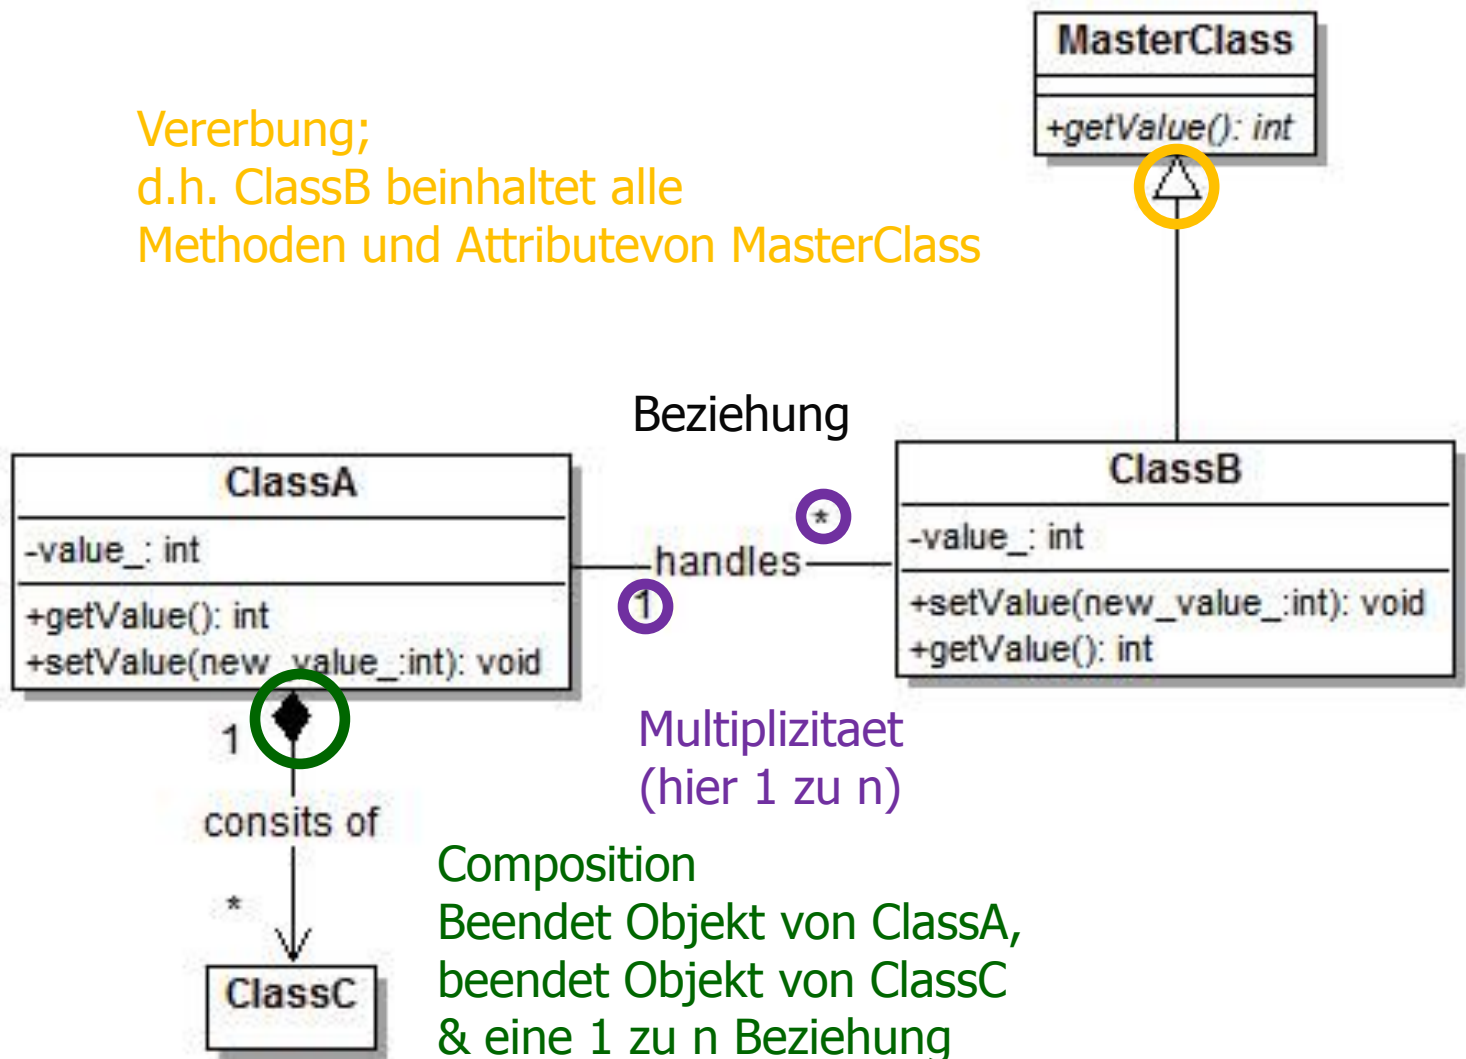 MasterClass
+getValue(): int
Vererbung;
d.h. ClassB beinhaltet alle
Methoden und Attributevon MasterClass
Beziehung
ClassA
-value_: int
+getValue(): int
+setValue(new_value_:int): void
*
handles
1
ClassB
-value_: int
+setValue(new_value_:int): void
+getValue(): int
Multiplizitaet
(hier 1 zu n)
1
consits of
*
ClassC
Composition
Beendet Objekt von ClassA,
beendet Objekt von ClassC
& eine 1 zu n Beziehung